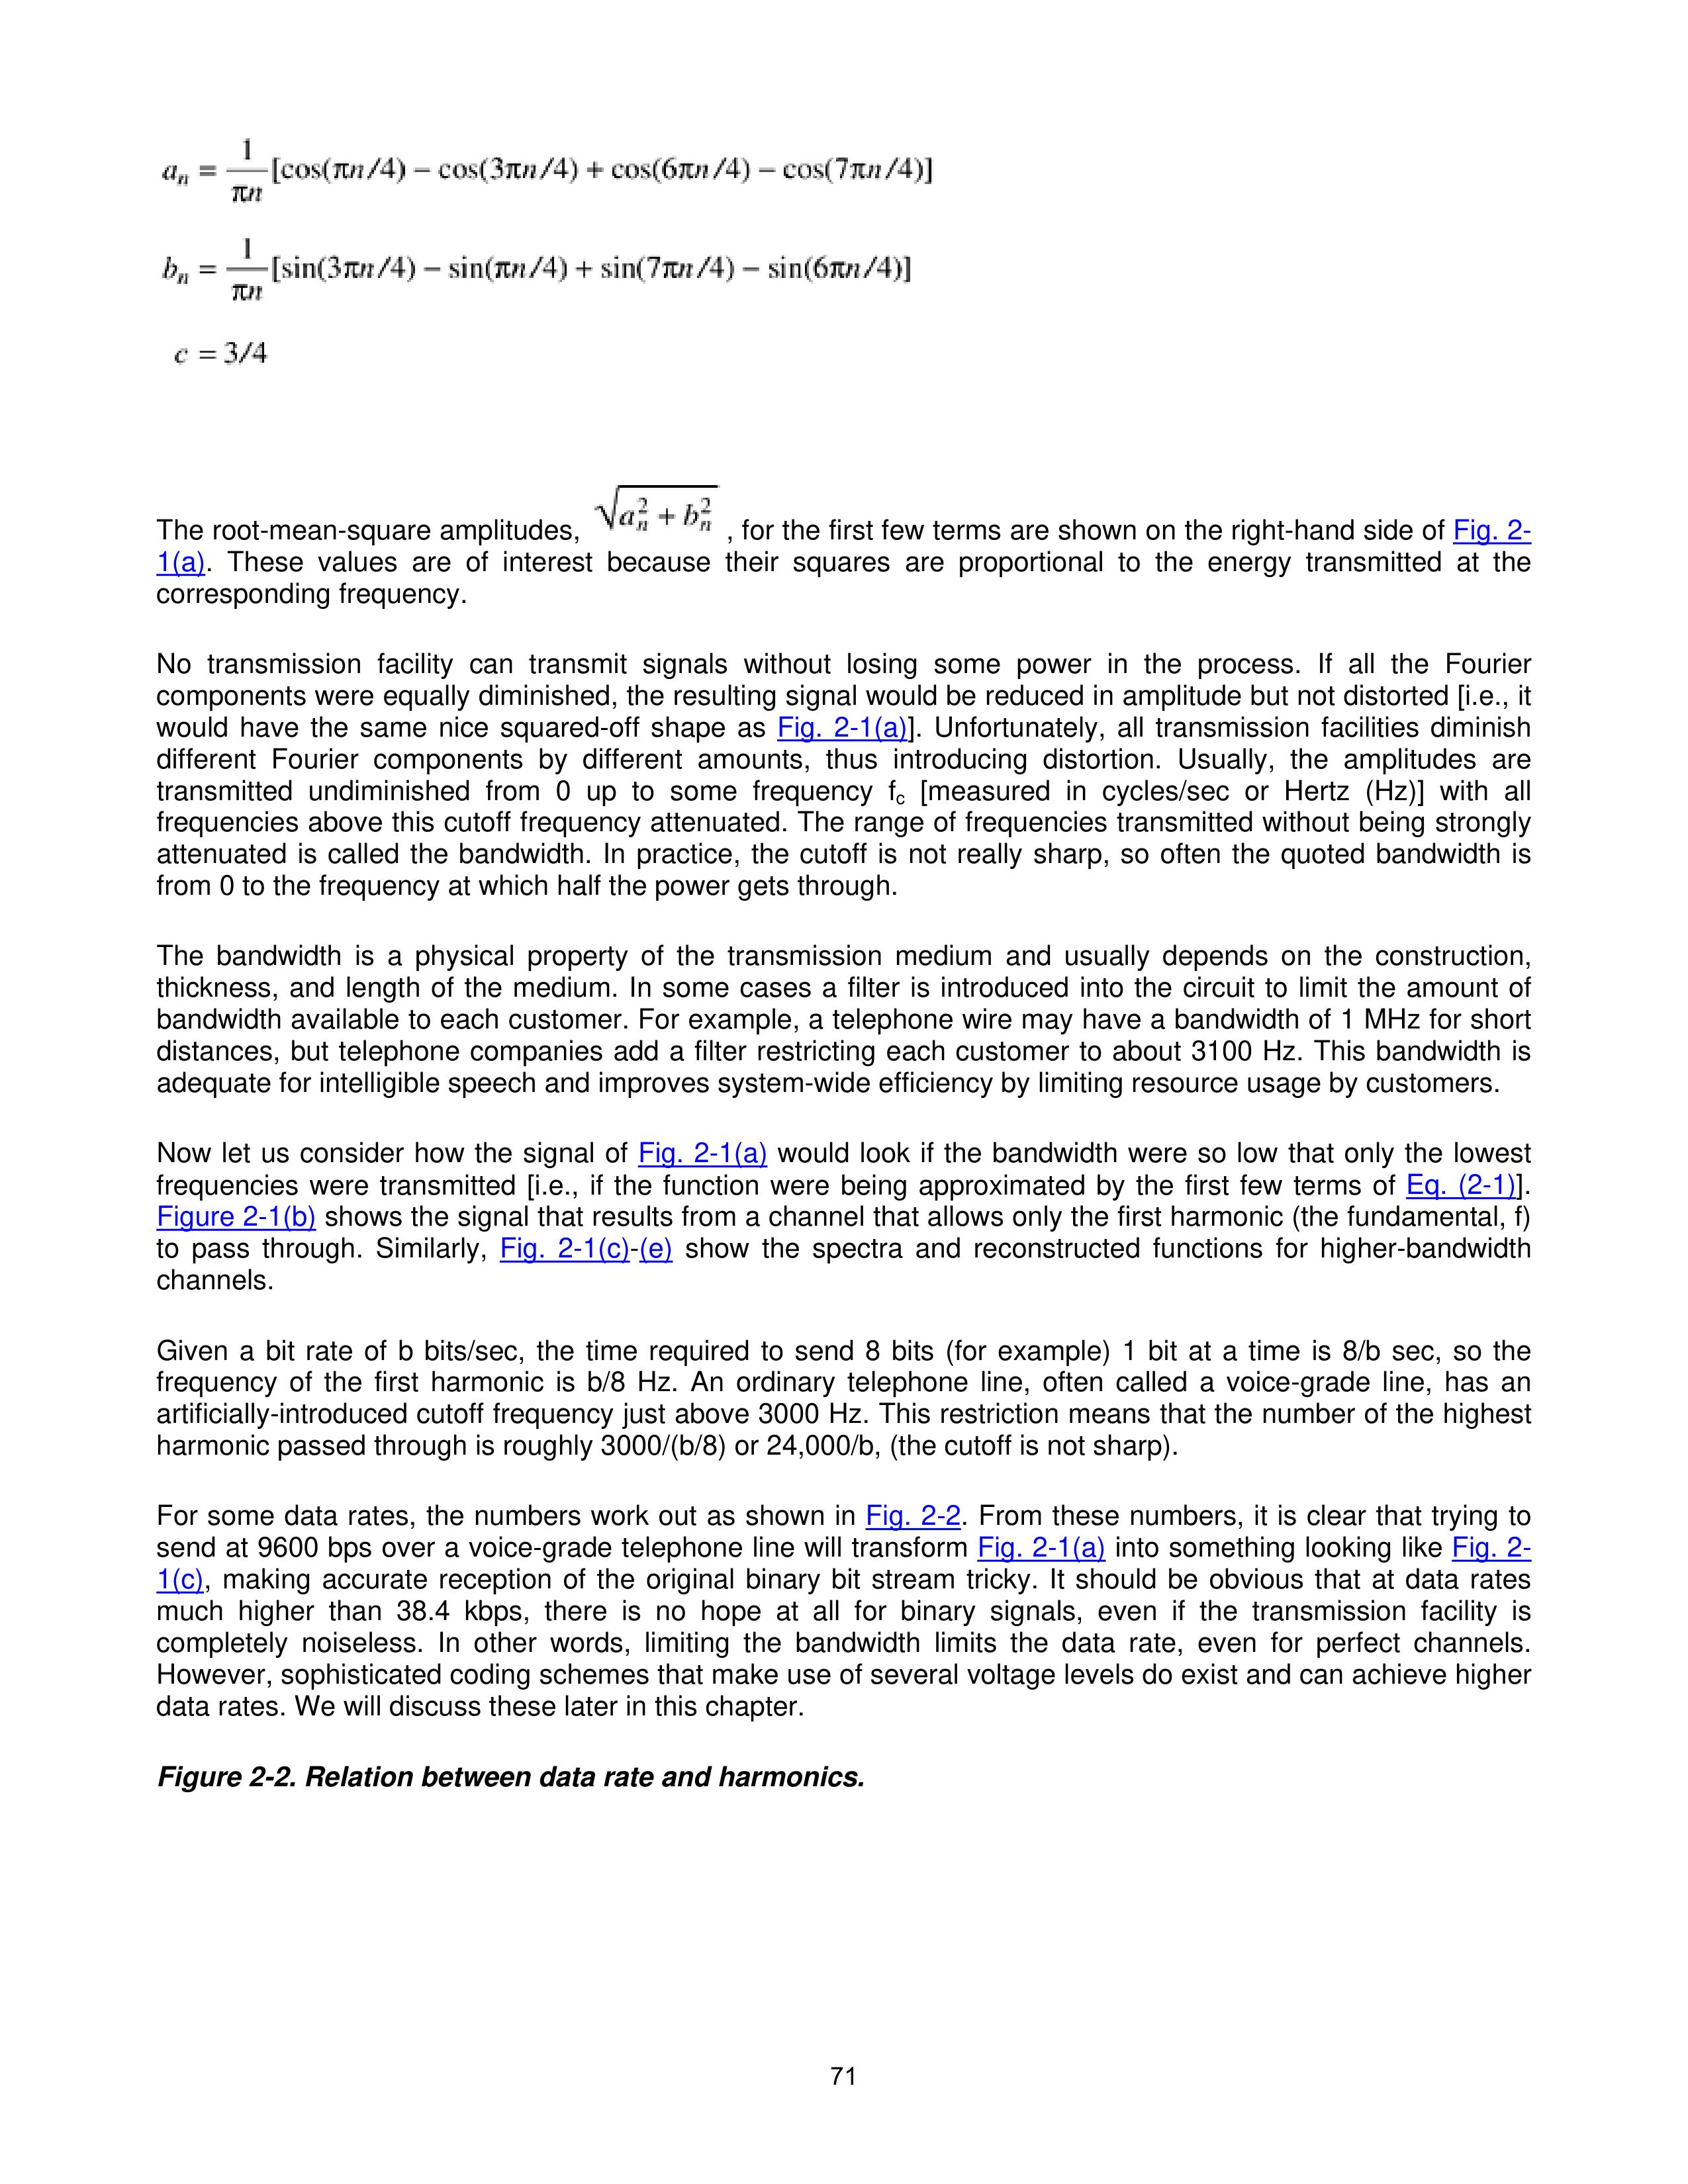 aₙ = 1/πn [cos(πn/4) − cos(3πn/4) + cos(6πn/4) − cos(7πn/4)]
bₙ = 1/πn [sin(3πn/4) − sin(πn/4) + sin(7πn/4) − sin(6πn/4)]
c = 3/4
The root-mean-square amplitudes, √(aₙ² + bₙ²) , for the first few terms are shown on the right-hand side of Fig. 2-
1(a). These values are of interest because their squares are proportional to the energy transmitted at the
corresponding frequency.
No transmission facility can transmit signals without losing some power in the process. If all the Fourier
components were equally diminished, the resulting signal would be reduced in amplitude but not distorted [i.e., it
would have the same nice squared-off shape as Fig. 2-1(a)]. Unfortunately, all transmission facilities diminish
different Fourier components by different amounts, thus introducing distortion. Usually, the amplitudes are
transmitted undiminished from 0 up to some frequency fc [measured in cycles/sec or Hertz (Hz)] with all
frequencies above this cutoff frequency attenuated. The range of frequencies transmitted without being strongly
attenuated is called the bandwidth. In practice, the cutoff is not really sharp, so often the quoted bandwidth is
from 0 to the frequency at which half the power gets through.
The bandwidth is a physical property of the transmission medium and usually depends on the construction,
thickness, and length of the medium. In some cases a filter is introduced into the circuit to limit the amount of
bandwidth available to each customer. For example, a telephone wire may have a bandwidth of 1 MHz for short
distances, but telephone companies add a filter restricting each customer to about 3100 Hz. This bandwidth is
adequate for intelligible speech and improves system-wide efficiency by limiting resource usage by customers.
Now let us consider how the signal of Fig. 2-1(a) would look if the bandwidth were so low that only the lowest
frequencies were transmitted [i.e., if the function were being approximated by the first few terms of Eq. (2-1)].
Figure 2-1(b) shows the signal that results from a channel that allows only the first harmonic (the fundamental, f)
to pass through. Similarly, Fig. 2-1(c)-(e) show the spectra and reconstructed functions for higher-bandwidth
channels.
Given a bit rate of b bits/sec, the time required to send 8 bits (for example) 1 bit at a time is 8/b sec, so the
frequency of the first harmonic is b/8 Hz. An ordinary telephone line, often called a voice-grade line, has an
artificially-introduced cutoff frequency just above 3000 Hz. This restriction means that the number of the highest
harmonic passed through is roughly 3000/(b/8) or 24,000/b, (the cutoff is not sharp).
For some data rates, the numbers work out as shown in Fig. 2-2. From these numbers, it is clear that trying to
send at 9600 bps over a voice-grade telephone line will transform Fig. 2-1(a) into something looking like Fig. 2-
1(c), making accurate reception of the original binary bit stream tricky. It should be obvious that at data rates
much higher than 38.4 kbps, there is no hope at all for binary signals, even if the transmission facility is
completely noiseless. In other words, limiting the bandwidth limits the data rate, even for perfect channels.
However, sophisticated coding schemes that make use of several voltage levels do exist and can achieve higher
data rates. We will discuss these later in this chapter.
Figure 2-2. Relation between data rate and harmonics.
71